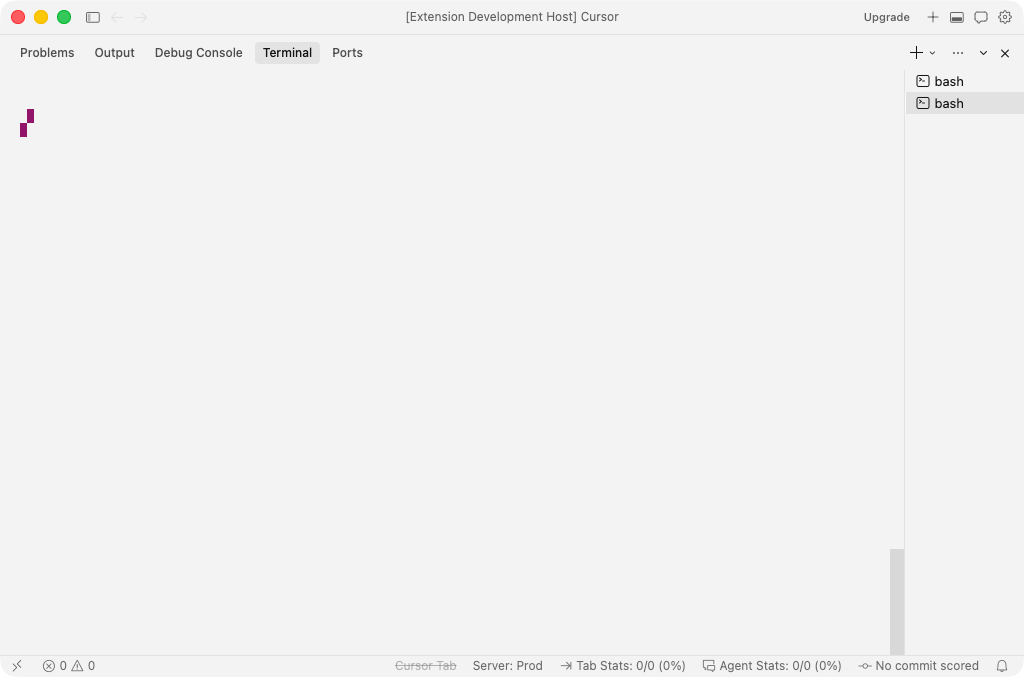 [Extension Development Host] Cursor
Upgrade
Problems
Output
Debug Console
Terminal
Ports
bash
bash
0
0
Cursor Tab
Server: Prod
Tab Stats: 0/0 (0%)
Agent Stats: 0/0 (0%)
No commit scored